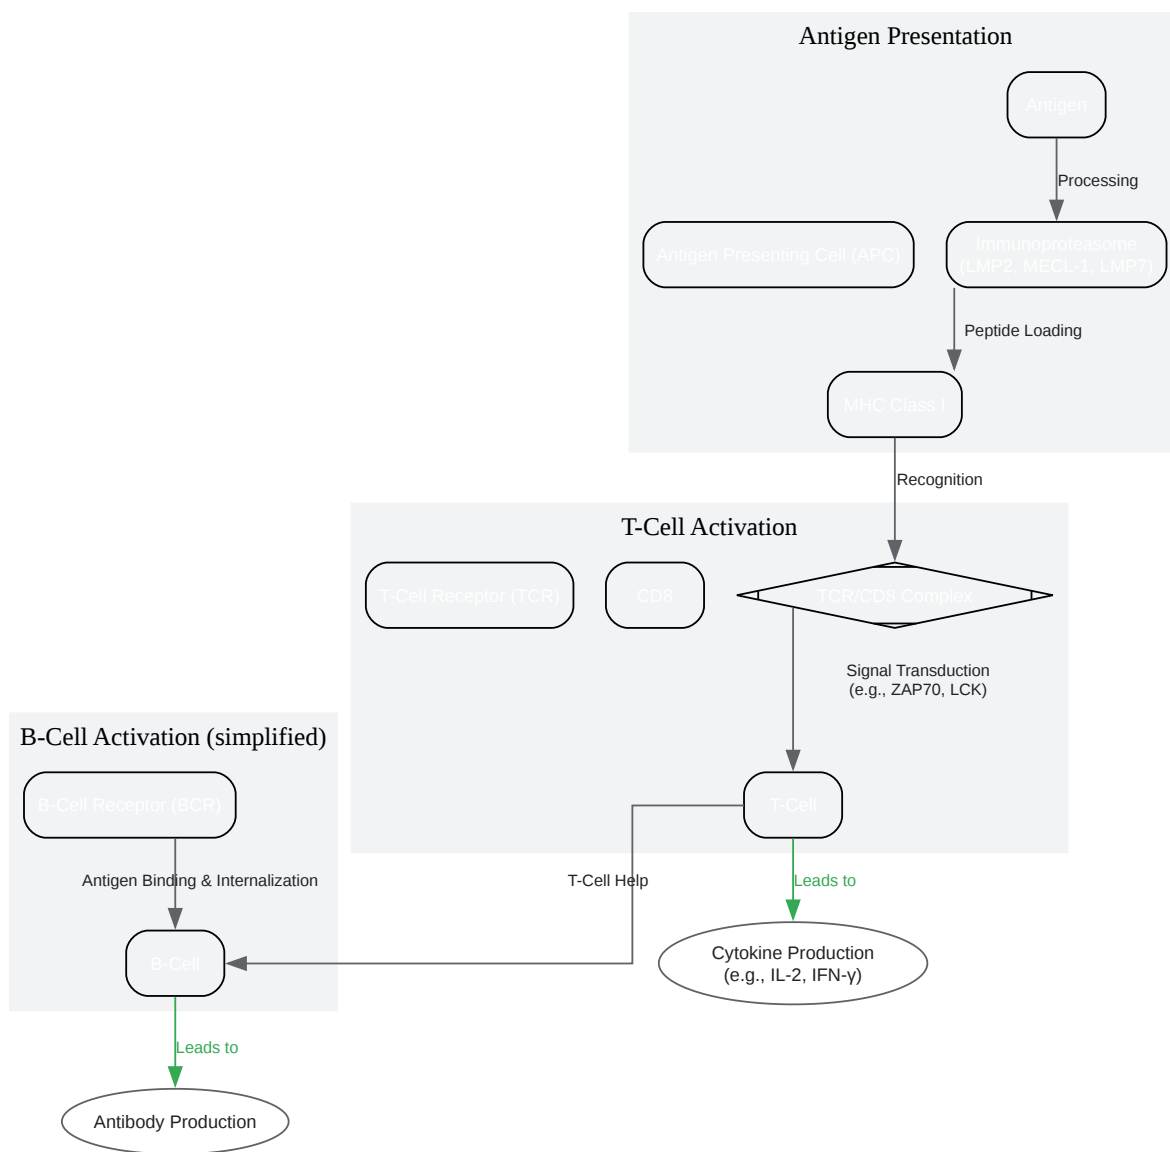 Antigen Presentation
Antigen
Processing
Antigen Presenting Cell (APC)
Immunoproteasome
(LMP2, MECL-1, LMP7)
Peptide Loading
MHC Class I
Recognition
T-Cell Activation
T-Cell Receptor (TCR)
CD8
TCR/CD8 Complex
Signal Transduction
(e.g., ZAP70, LCK)
B-Cell Activation (simplified)
B-Cell Receptor (BCR)
T-Cell
Antigen Binding & Internalization
T-Cell Help
Leads to
B-Cell
Cytokine Production
(e.g., IL-2, IFN-γ)
Leads to
Antibody Production